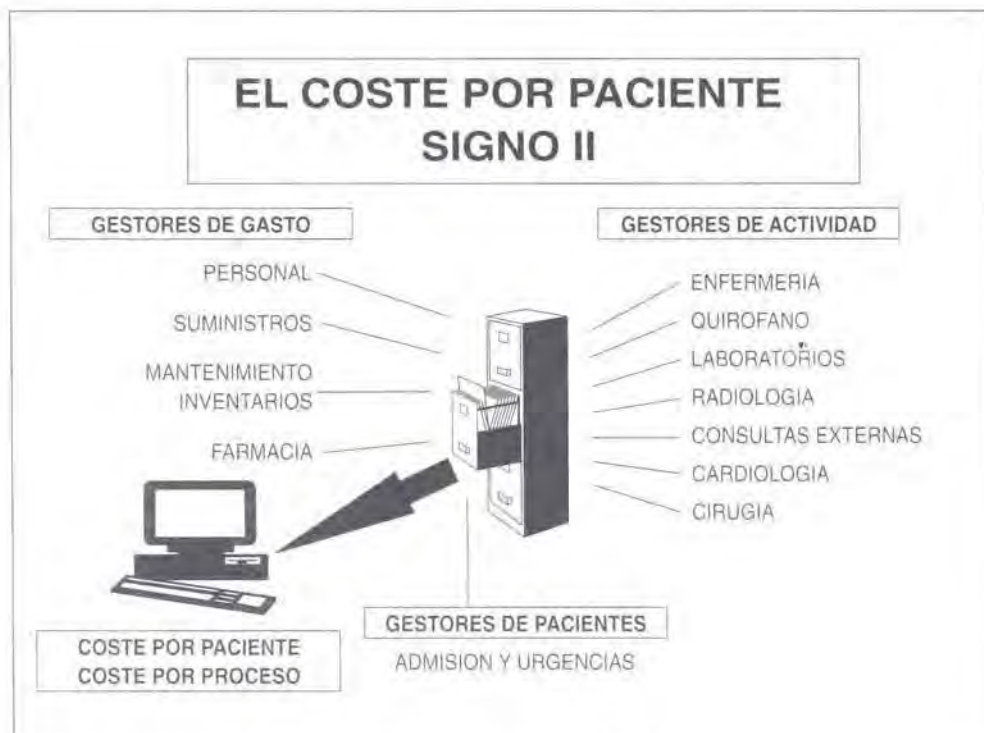 EL COSTE POR PACIENTE
SIGNO II
GESTORES DE GASTO
PERSONAL
SUMINISTROS
MANTENIMIENTO
INVENTARIOS
FARMACIA
GESTORES DE ACTIVIDAD
ENFERMERIA
QUIROFANO
LABORATORIOS
RADIOLOGIA
CONSULTAS EXTERNAS
CARDIOLOGIA
CIRUGIA
GESTORES DE PACIENTES
ADMISION Y URGENCIAS
COSTE POR PACIENTE
COSTE POR PROCESO